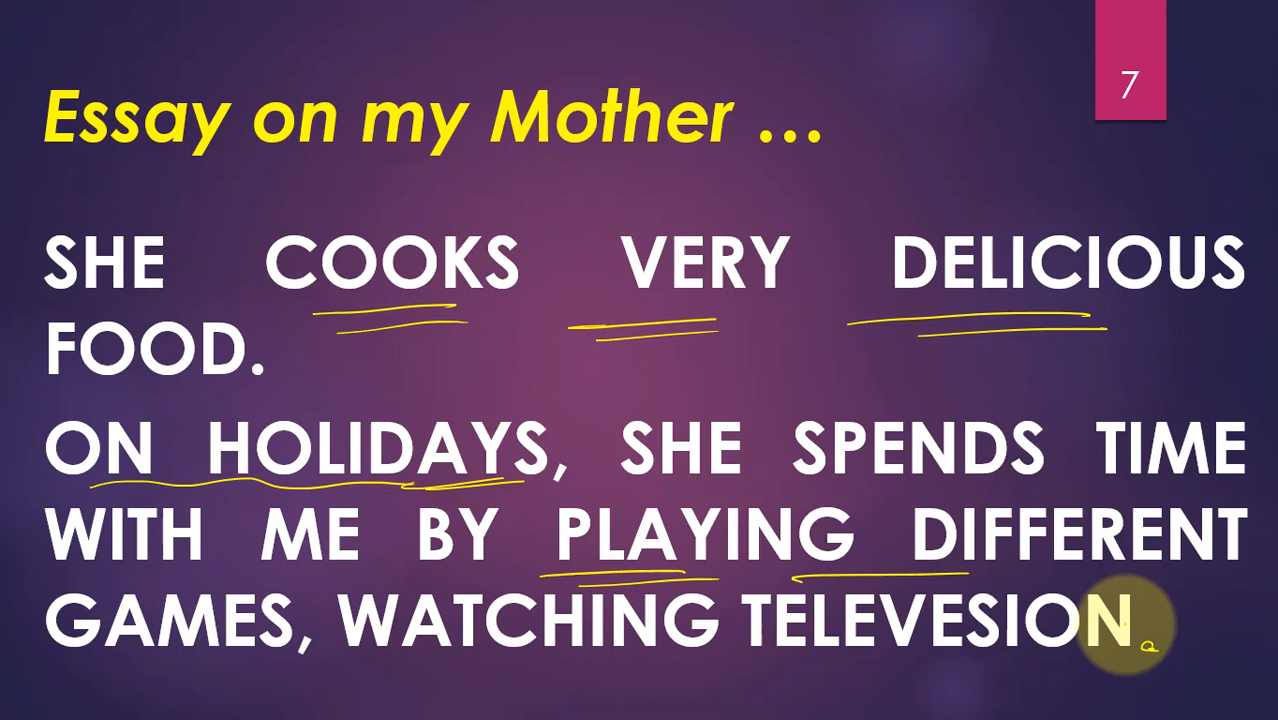 7
Essay on my Mother ...
SHE COOKS VERY DELICIOUS
FOOD.
ON HOLIDAYS, SHE SPENDS TIME
WITH ME BY PLAYING DIFFERENT
GAMES, WATCHING TELEVESION.